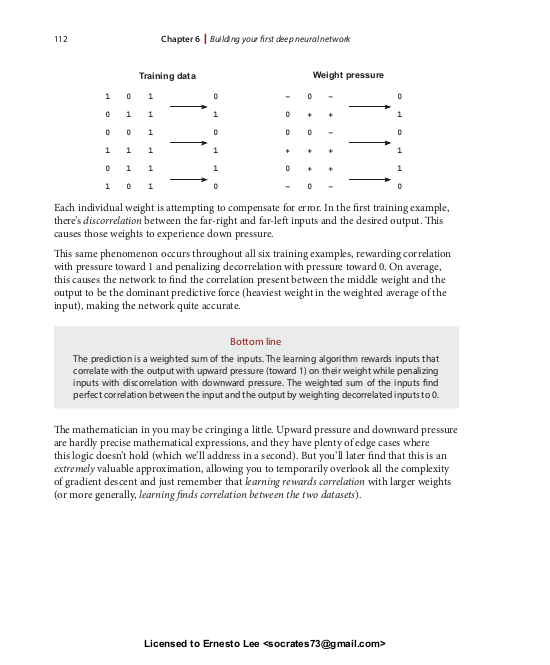 112 Chapter 6 | Building your first deep neural network
Training data Weight pressure
1 0 1 0 – 0 – 0
0 1 1 1 0 + + 1
0 0 1 0 0 0 – 0
1 1 1 1 + + + 1
0 1 1 1 0 + + 1
1 0 1 0 – 0 – 0
Each individual weight is attempting to compensate for error. In the first training example,
there's discorrelation between the far-right and far-left inputs and the desired output. This
causes those weights to experience down pressure.
This same phenomenon occurs throughout all six training examples, rewarding correlation
with pressure toward 1 and penalizing decorrelation with pressure toward 0. On average,
this causes the network to find the correlation present between the middle weight and the
output to be the dominant predictive force (heaviest weight in the weighted average of the
input), making the network quite accurate.
Bottom line
The prediction is a weighted sum of the inputs. The learning algorithm rewards inputs that
correlate with the output with upward pressure (toward 1) on their weight while penalizing
inputs with discorrelation with downward pressure. The weighted sum of the inputs find
perfect correlation between the input and the output by weighting decorrelated inputs to 0.
The mathematician in you may be cringing a little. Upward pressure and downward pressure
are hardly precise mathematical expressions, and they have plenty of edge cases where
this logic doesn't hold (which we'll address in a second). But you'll later find that this is an
extremely valuable approximation, allowing you to temporarily overlook all the complexity
of gradient descent and just remember that learning rewards correlation with larger weights
(or more generally, learning finds correlation between the two datasets).
Licensed to Ernesto Lee <socrates73@gmail.com>